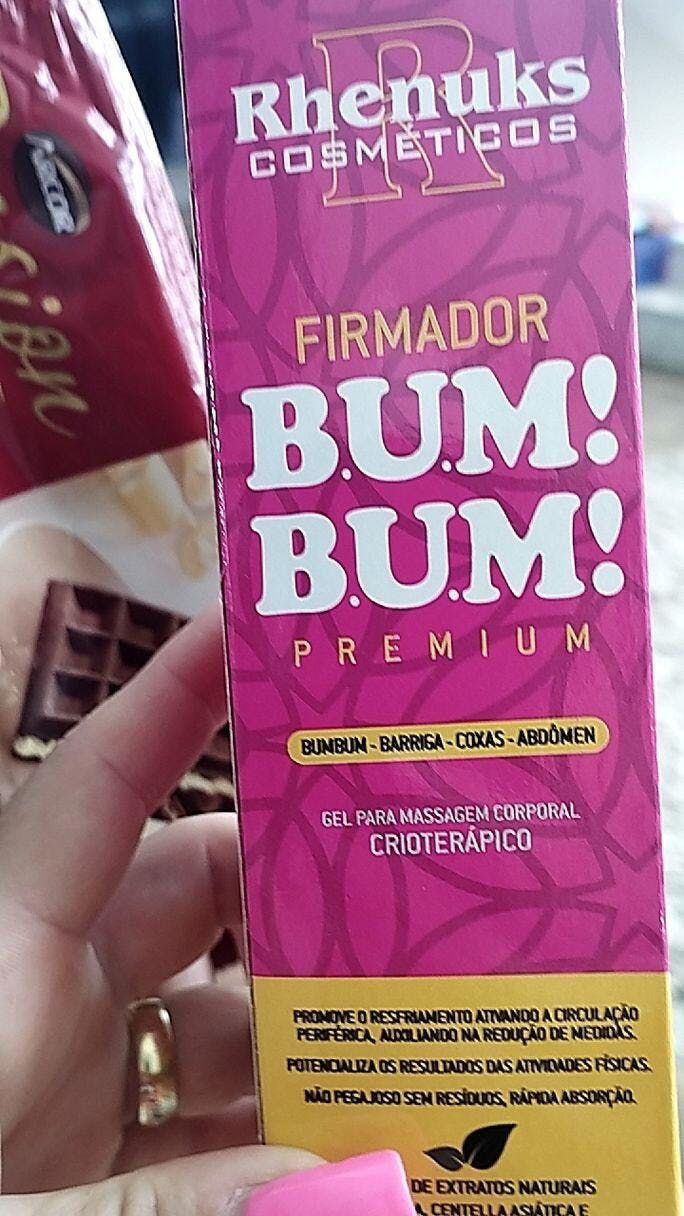 ARCOR
Rhenuks
COSMÉTICOS
FIRMADOR
B.U.M!
B.U.M!
PREMIUM
BUMBUM - BARRIGA - COXAS - ABDÔMEN
GEL PARA MASSAGEM CORPORAL
CRIOTERÁPICO
PROMOVE O RESFRIAMENTO ATIVANDO A CIRCULAÇÃO
PERIFÉRICA, AUXILIANDO NA REDUÇÃO DE MEDIDAS.
POTENCIALIZA OS RESULTADOS DAS ATIVIDADES FÍSICAS.
NÃO PEGAJOSO SEM RESÍDUOS, RÁPIDA ABSORÇÃO.
DE EXTRATOS NATURAIS
CENTELLA ASIÁTICA E